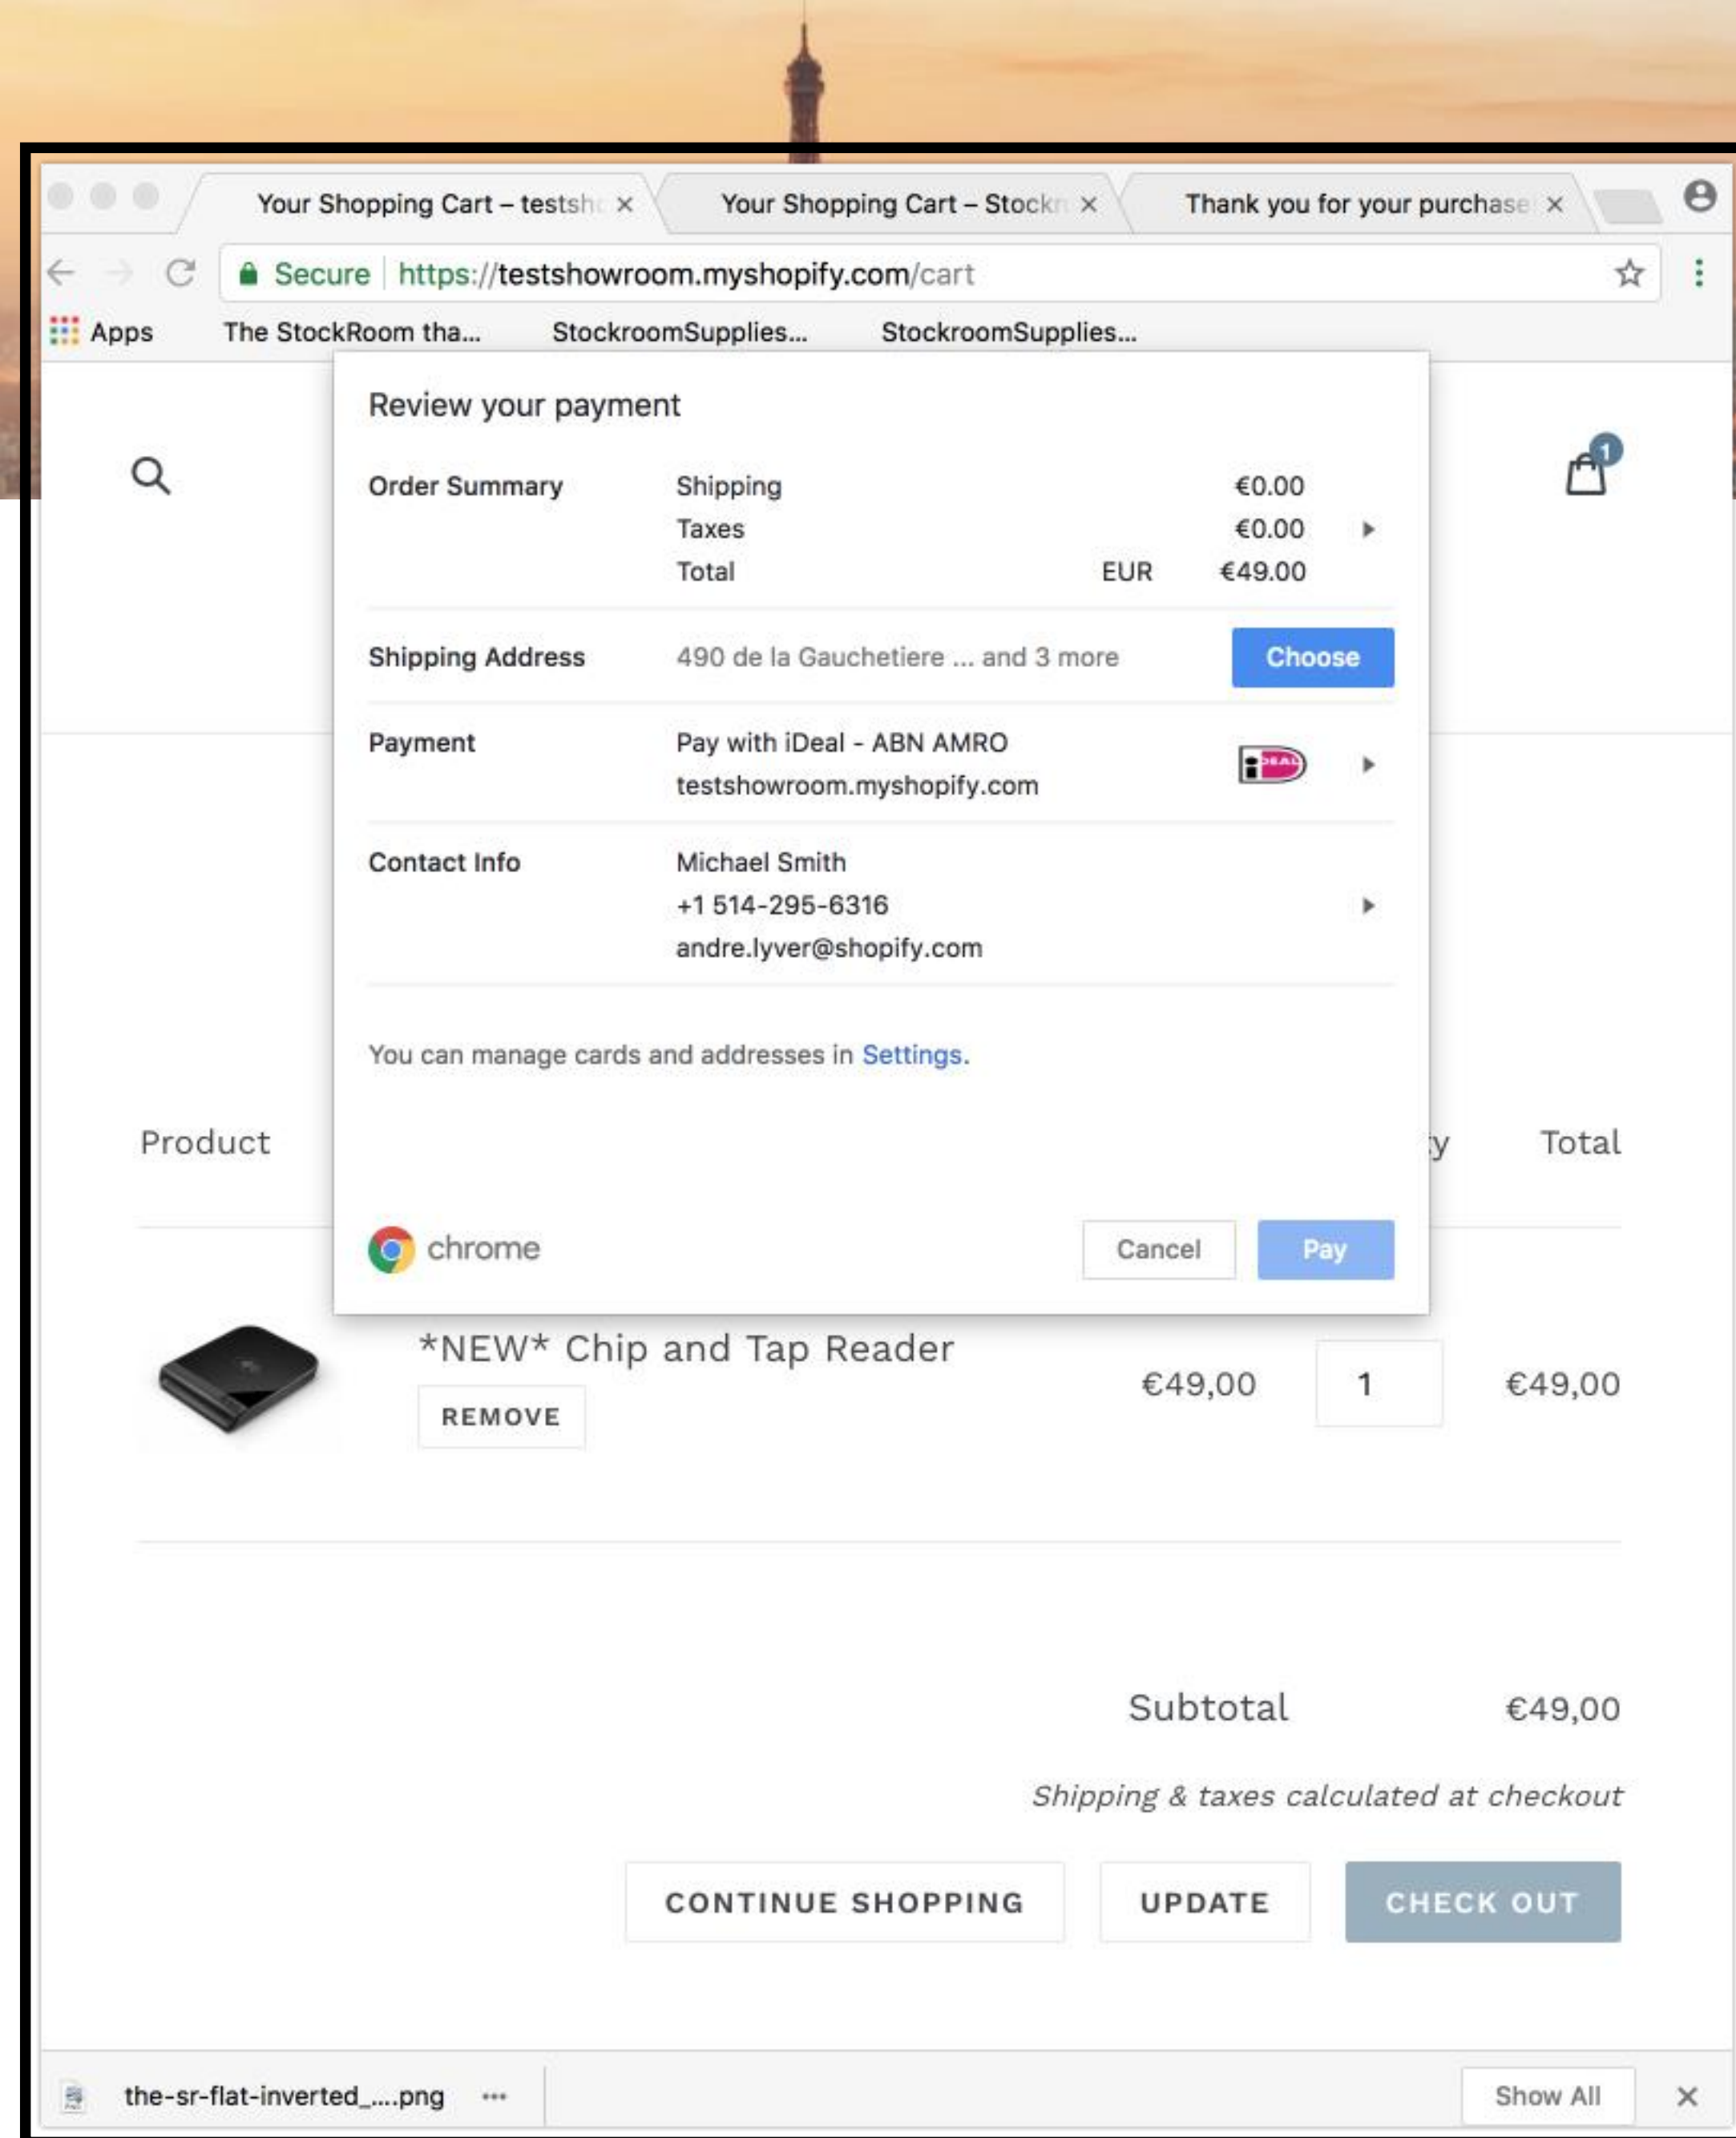 Your Shopping Cart – testsho
Your Shopping Cart – Stockr
Thank you for your purchase!
Secure https://testshowroom.myshopify.com/cart
Apps The StockRoom tha... StockroomSupplies... StockroomSupplies...
Review your payment
1
Order Summary Shipping €0.00
Taxes €0.00
Total EUR €49.00
Shipping Address 490 de la Gauchetiere ... and 3 more Choose
Payment Pay with iDeal - ABN AMRO
iDEAL
testshowroom.myshopify.com
Contact Info Michael Smith
+1 514-295-6316
andre.lyver@shopify.com
You can manage cards and addresses in Settings.
Product y Total
chrome Cancel Pay
*NEW* Chip and Tap Reader
€49,00 1 €49,00
REMOVE
Subtotal €49,00
Shipping & taxes calculated at checkout
CONTINUE SHOPPING UPDATE CHECK OUT
the-sr-flat-inverted_....png Show All